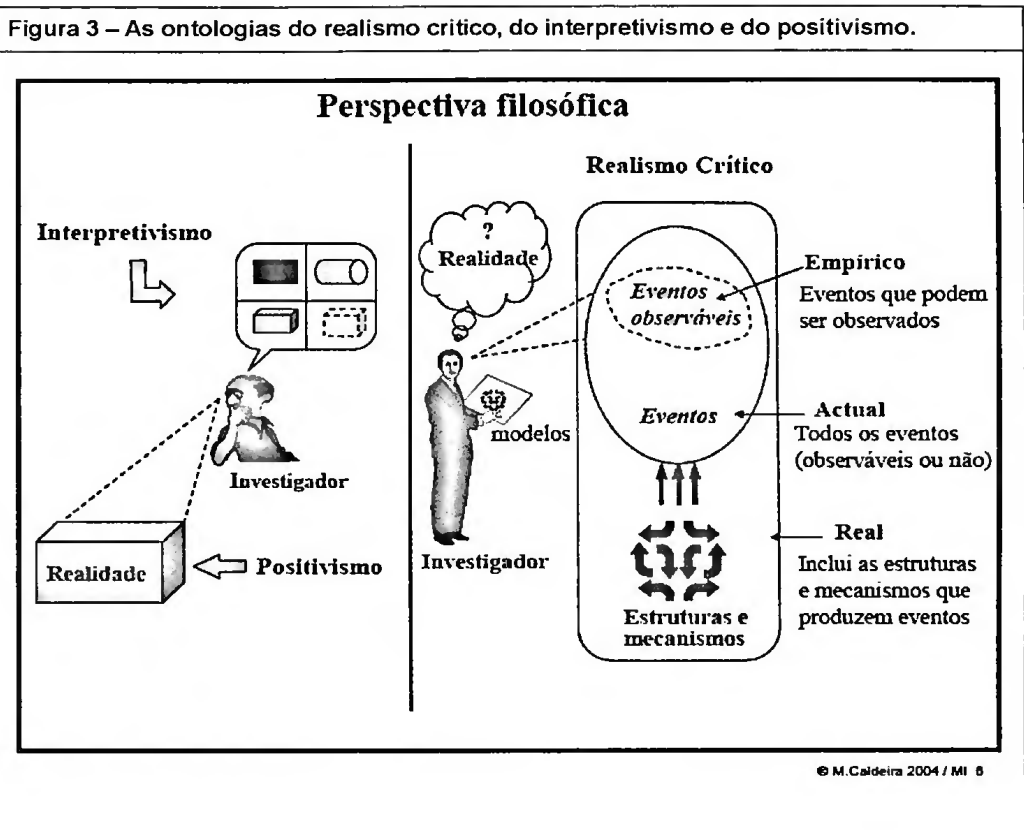 Figura 3 – As ontologias do realismo crítico, do interpretivismo e do positivismo.
Perspectiva filosófica
Interpretivismo
Investigador
Realidade
Positivismo
Realismo Crítico
?
Realidade
modelos
Investigador
Eventos
observáveis
Eventos
Estruturas e
mecanismos
Empírico
Eventos que podem
ser observados
Actual
Todos os eventos
(observáveis ou não)
Real
Inclui as estruturas
e mecanismos que
produzem eventos
© M.Caldeira 2004 / MI 6